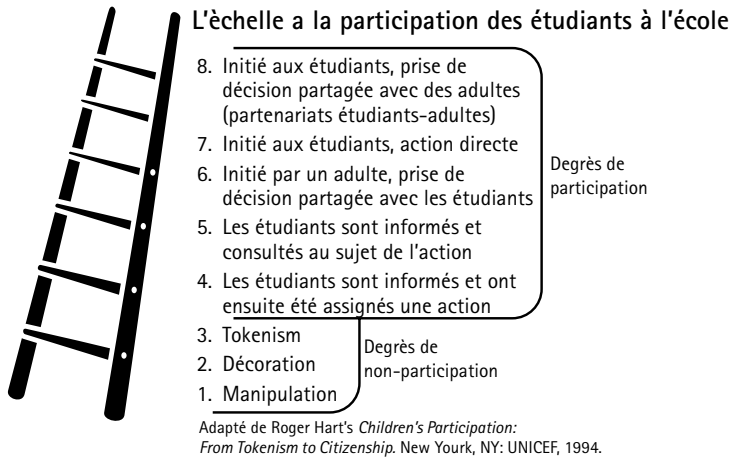 L'èchelle a la participation des étudiants à l'école
8. Initié aux étudiants, prise de
décision partagée avec des adultes
(partenariats étudiants-adultes)
7. Initié aux étudiants, action directe
6. Initié par un adulte, prise de
décision partagée avec les étudiants
5. Les étudiants sont informés et
consultés au sujet de l'action
4. Les étudiants sont informés et ont
ensuite été assignés une action
Degrès de
participation
3. Tokenism
2. Décoration
1. Manipulation
Degrès de
non-participation
Adapté de Roger Hart's Children's Participation:
From Tokenism to Citizenship. New Yourk, NY: UNICEF, 1994.